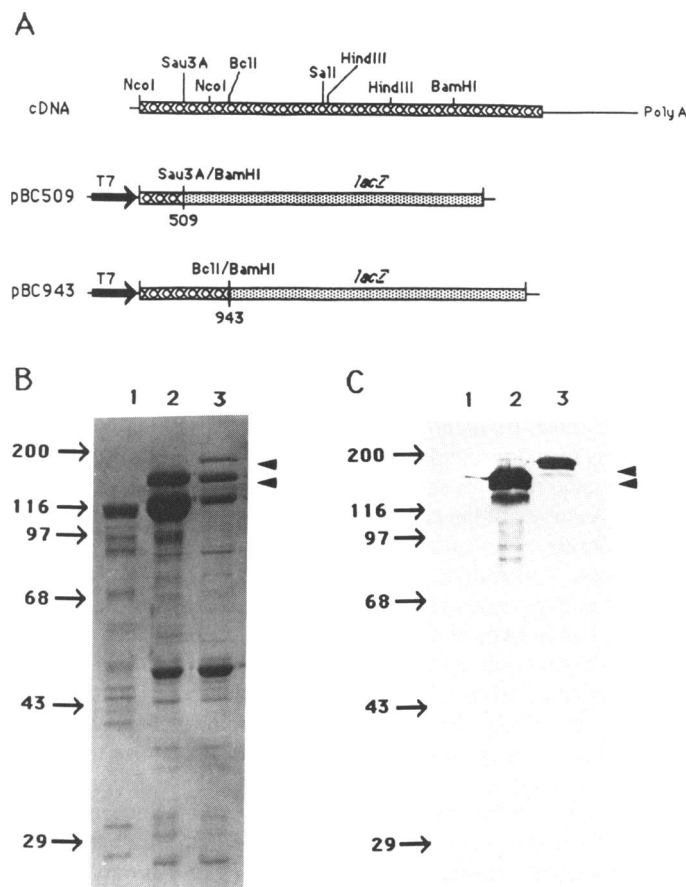 A
Sau3A
HindIII
NcoI
NcoI
BclI
SalI
HindIII
BamHI
cDNA
Poly A
Sau3A/BamHI
lacZ
T7
pBC509
509
BclI/BamHI
lacZ
T7
pBC943
943
B
1 2 3
200
116
97
68
43
29
C
1 2 3
200
116
97
68
43
29